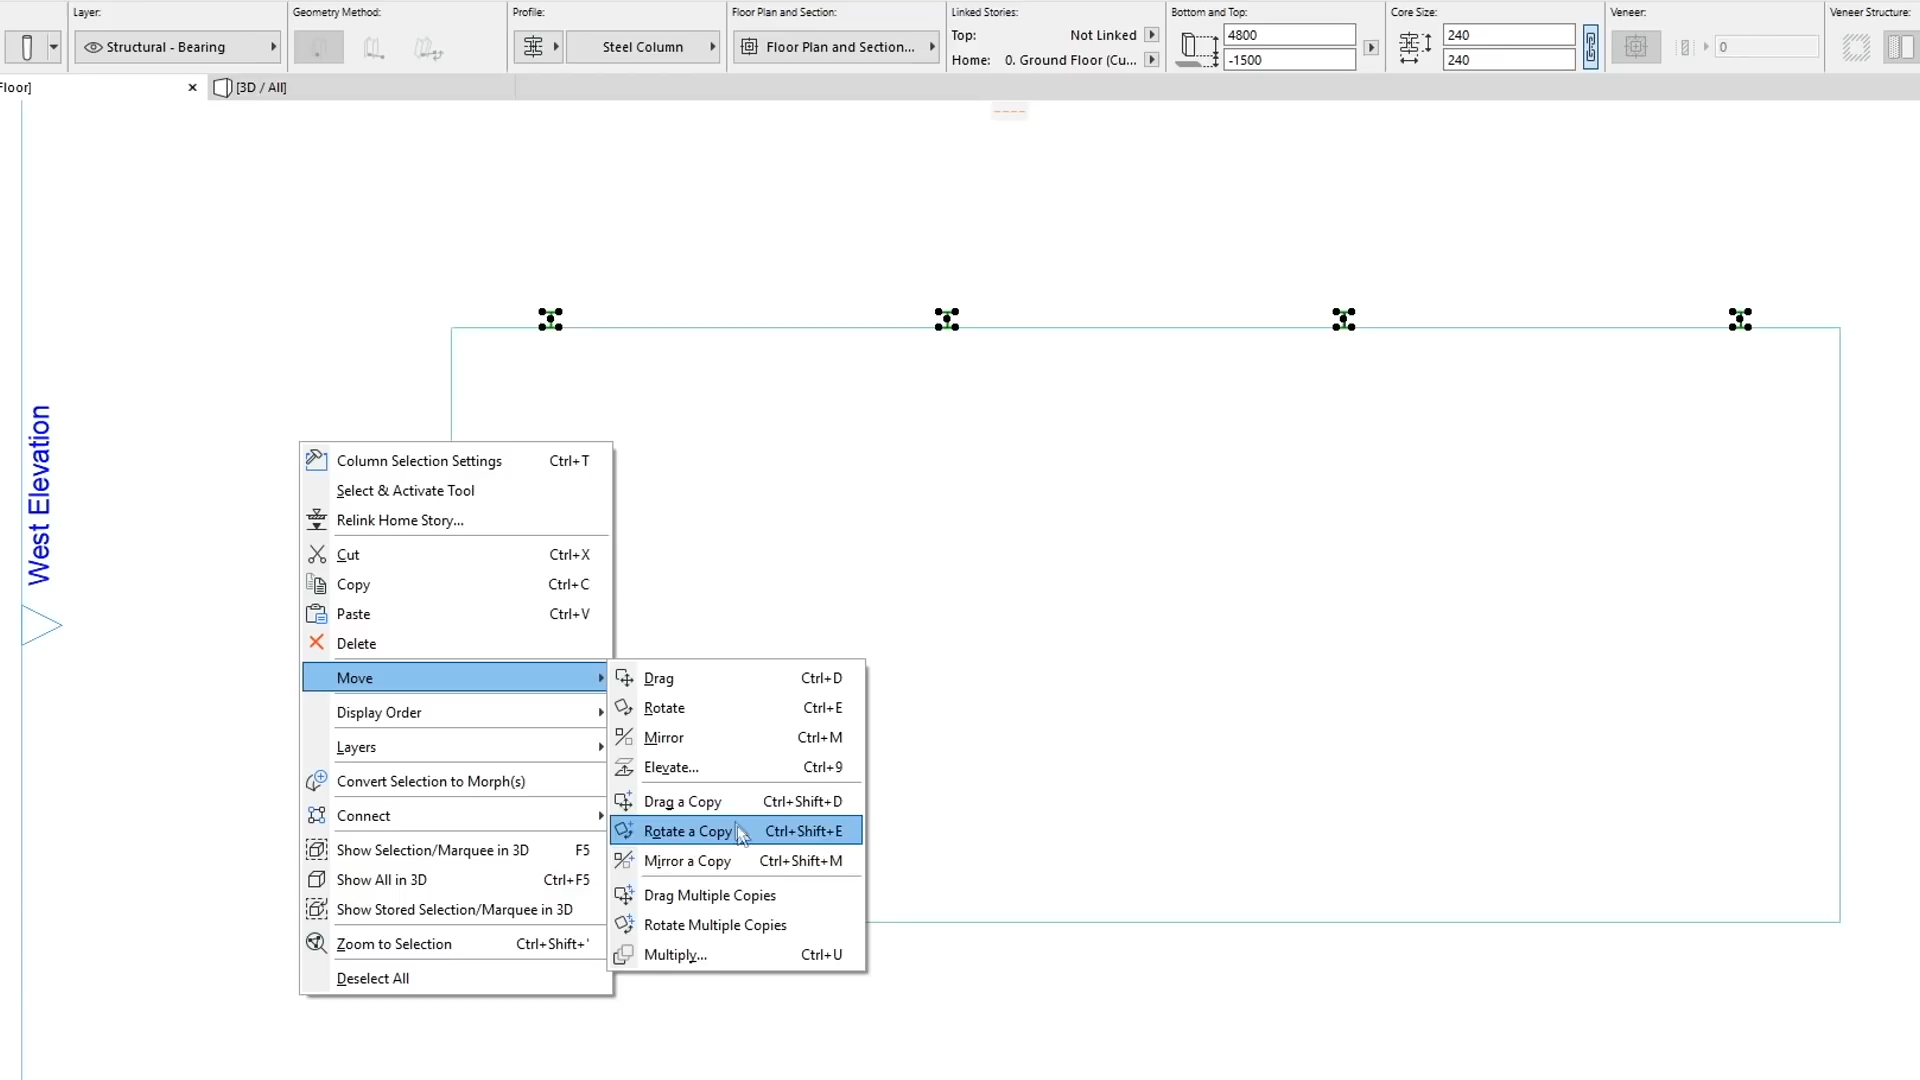 Layer:
Geometry Method:
Profile:
Floor Plan and Section:
Linked Stories:
Bottom and Top:
Core Size:
Veneer:
Veneer Structure:
Structural - Bearing
Steel Column
Floor Plan and Section...
Top:
Not Linked
Home:
0. Ground Floor (Cu...
4800
-1500
240
240
0
Floor]
[3D / All]
West Elevation
Column Selection Settings Ctrl+T
Select & Activate Tool
Relink Home Story...
Cut Ctrl+X
Copy Ctrl+C
Paste Ctrl+V
Delete
Move
Display Order
Layers
Convert Selection to Morph(s)
Connect
Show Selection/Marquee in 3D F5
Show All in 3D Ctrl+F5
Show Stored Selection/Marquee in 3D
Zoom to Selection Ctrl+Shift+'
Deselect All
Drag Ctrl+D
Rotate Ctrl+E
Mirror Ctrl+M
Elevate... Ctrl+9
Drag a Copy Ctrl+Shift+D
Rotate a Copy Ctrl+Shift+E
Mirror a Copy Ctrl+Shift+M
Drag Multiple Copies
Rotate Multiple Copies
Multiply... Ctrl+U